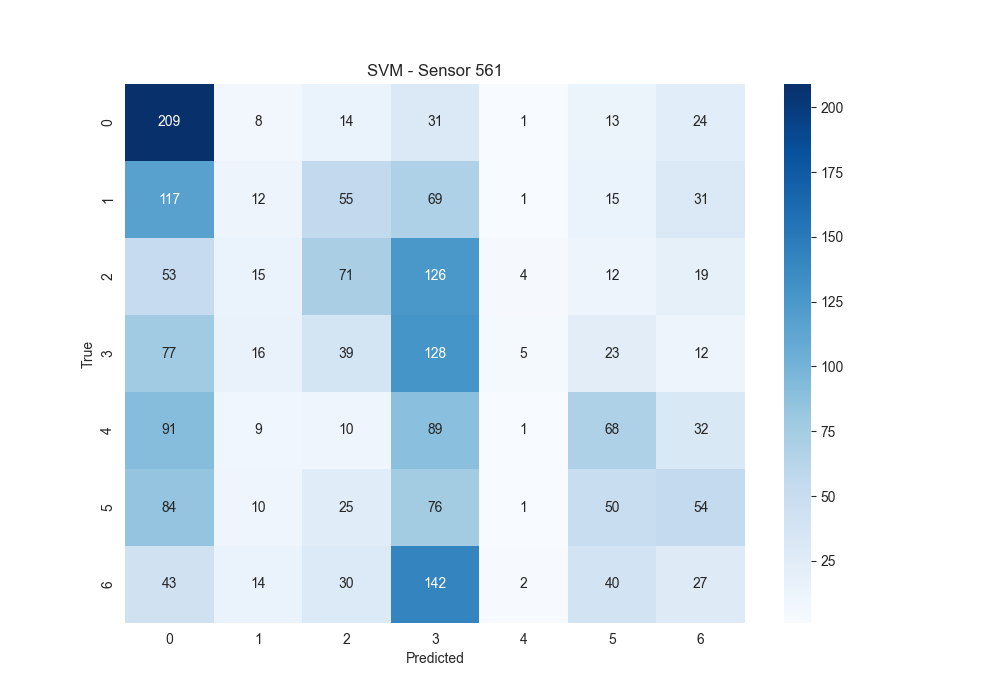 SVM - Sensor 561
0 209 8 14 31 1 13 24
1 117 12 55 69 1 15 31
2 53 15 71 126 4 12 19
3 77 16 39 128 5 23 12
4 91 9 10 89 1 68 32
5 84 10 25 76 1 50 54
6 43 14 30 142 2 40 27
0 1 2 3 4 5 6
Predicted
True
200
175
150
125
100
75
50
25